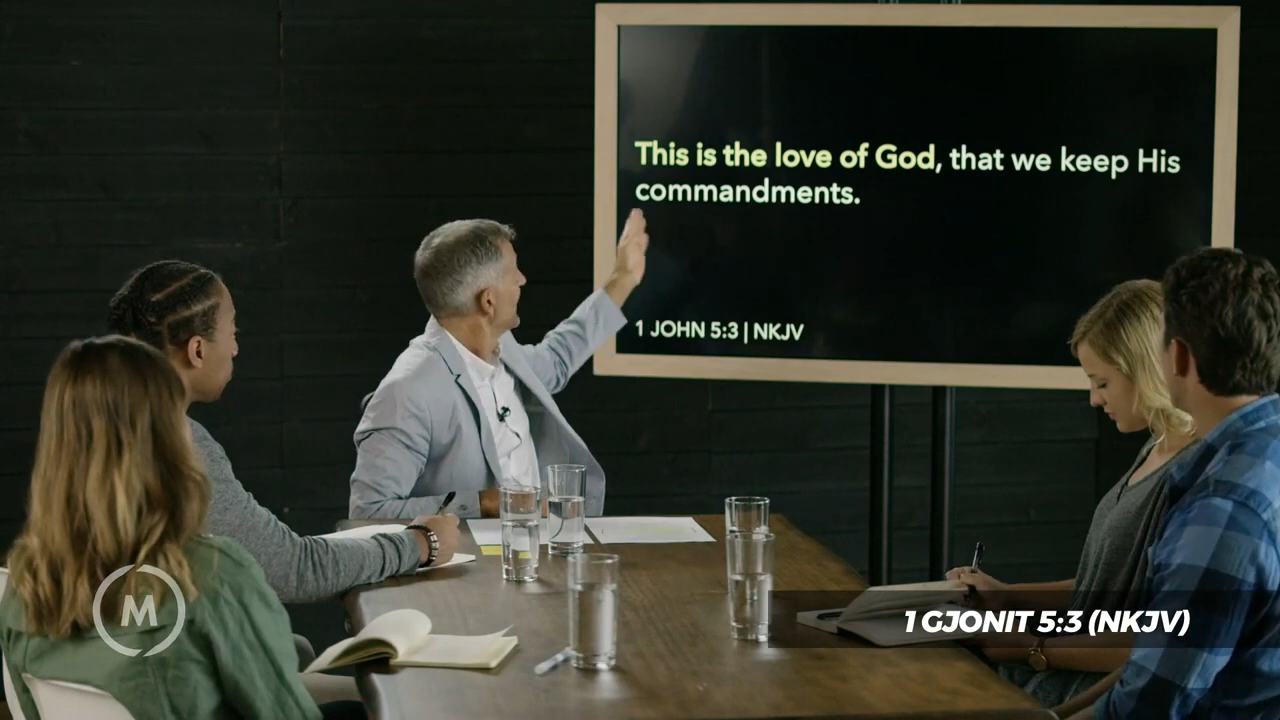 This is the love of God, that we keep His
commandments.
1 JOHN 5:3 | NKJV
M
1 GJONIT 5:3 (NKJV)